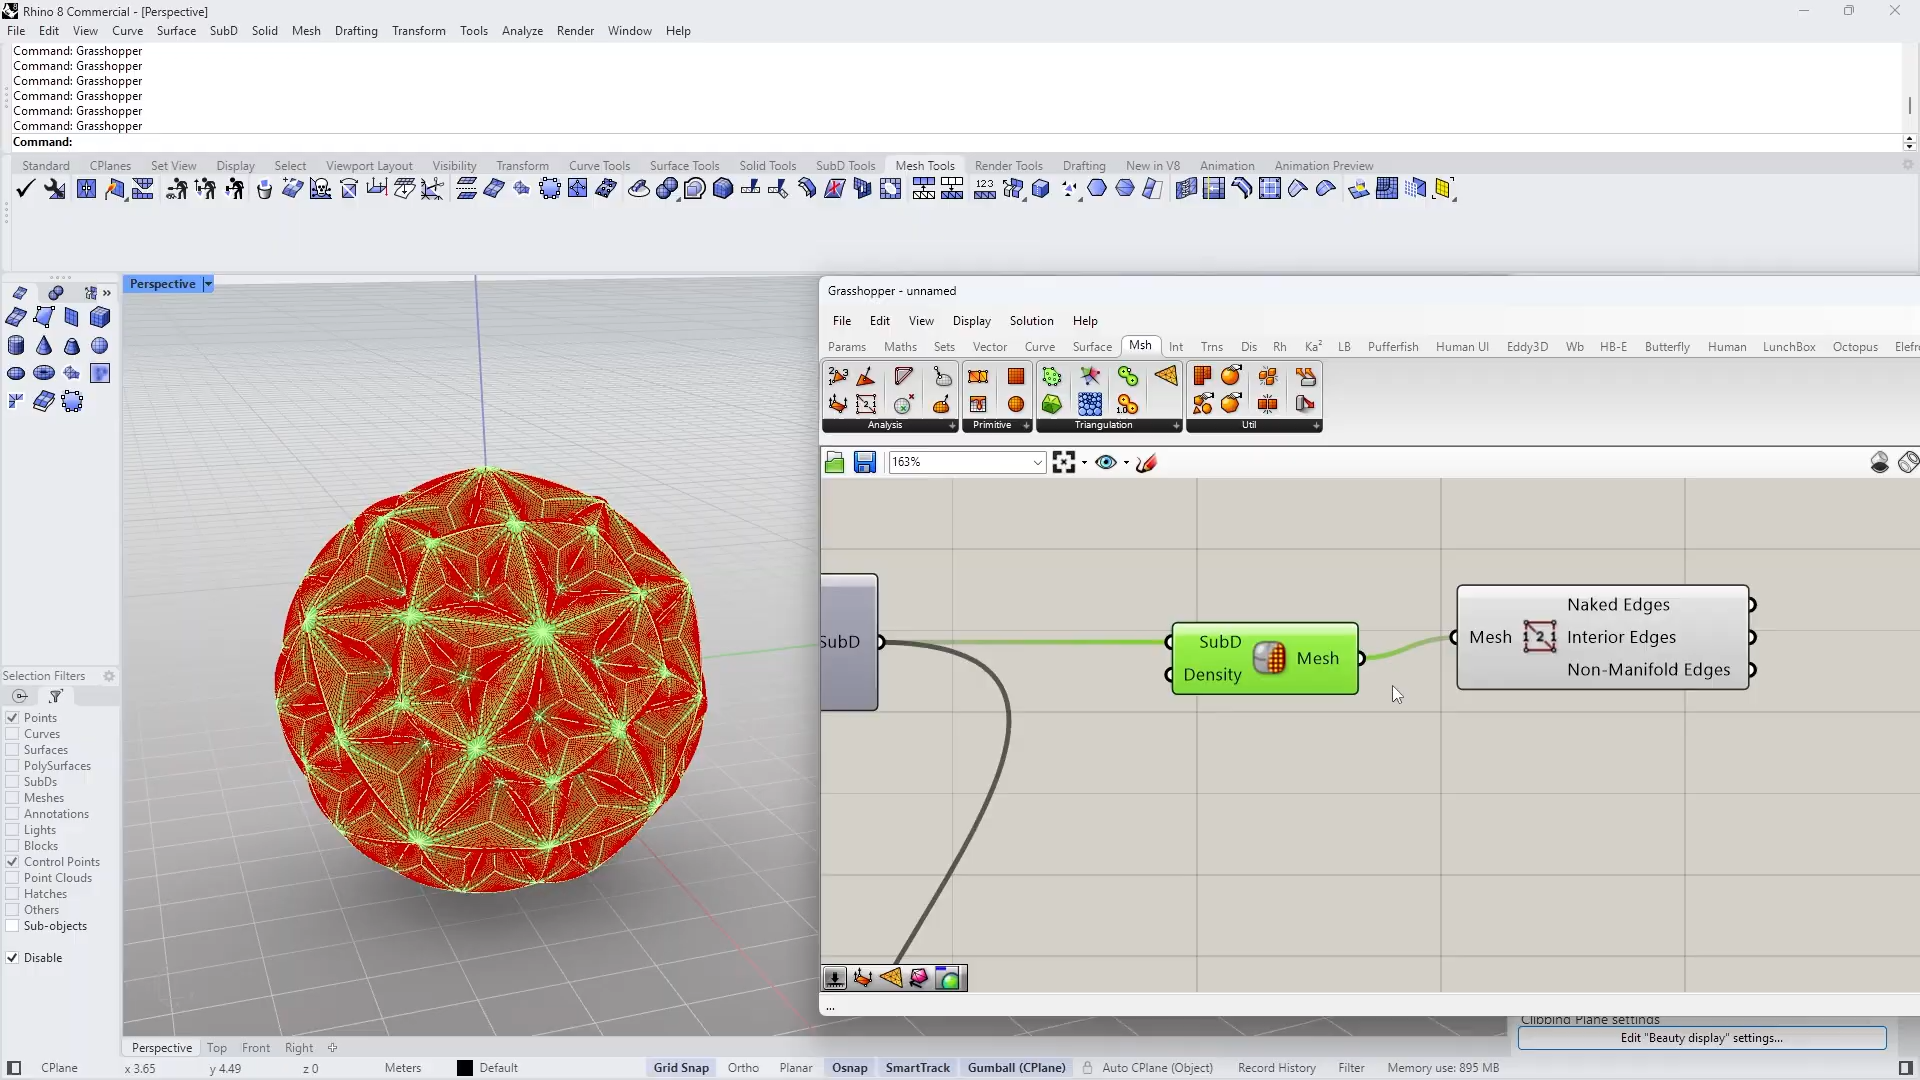 Rhino 8 Commercial - [Perspective]
File Edit View Curve Surface SubD Solid Mesh Drafting Transform Tools Analyze Render Window Help
Command: Grasshopper
Command: Grasshopper
Command: Grasshopper
Command: Grasshopper
Command: Grasshopper
Command: Grasshopper
Command:
Standard CPlanes Set View Display Select Viewport Layout Visibility Transform Curve Tools Surface Tools Solid Tools SubD Tools Mesh Tools Render Tools Drafting New in V8 Animation Animation Preview
Perspective
Grasshopper - unnamed
File Edit View Display Solution Help
Params Maths Sets Vector Curve Surface Msh Int Trns Dis Rh Ka² LB Pufferfish Human UI Eddy3D Wb HB-E Butterfly Human LunchBox Octopus Elefr
Analysis Primitive Triangulation Util
163%
SubD
SubD
Density
Mesh
Mesh
Naked Edges
Interior Edges
Non-Manifold Edges
...
Selection Filters
Points
Curves
Surfaces
PolySurfaces
SubDs
Meshes
Annotations
Lights
Blocks
Control Points
Point Clouds
Hatches
Others
Sub-objects
Disable
Clipping Plane settings
Edit "Beauty display" settings...
Perspective Top Front Right
CPlane x 3.65 y 4.49 z 0 Meters Default Grid Snap Ortho Planar Osnap SmartTrack Gumball (CPlane) Auto CPlane (Object) Record History Filter Memory use: 895 MB